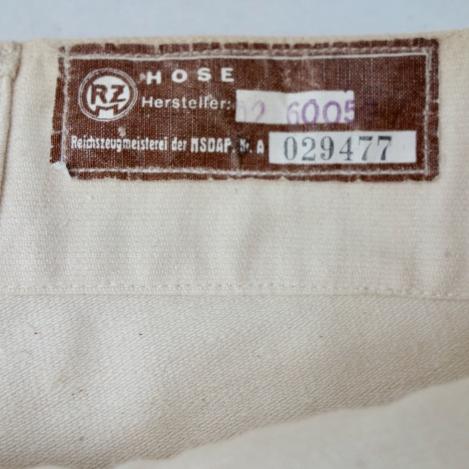 RZM
HOSE
Hersteller: 02 6005
Reichszeugmeisterei der NSDAP. Nr. A 029477